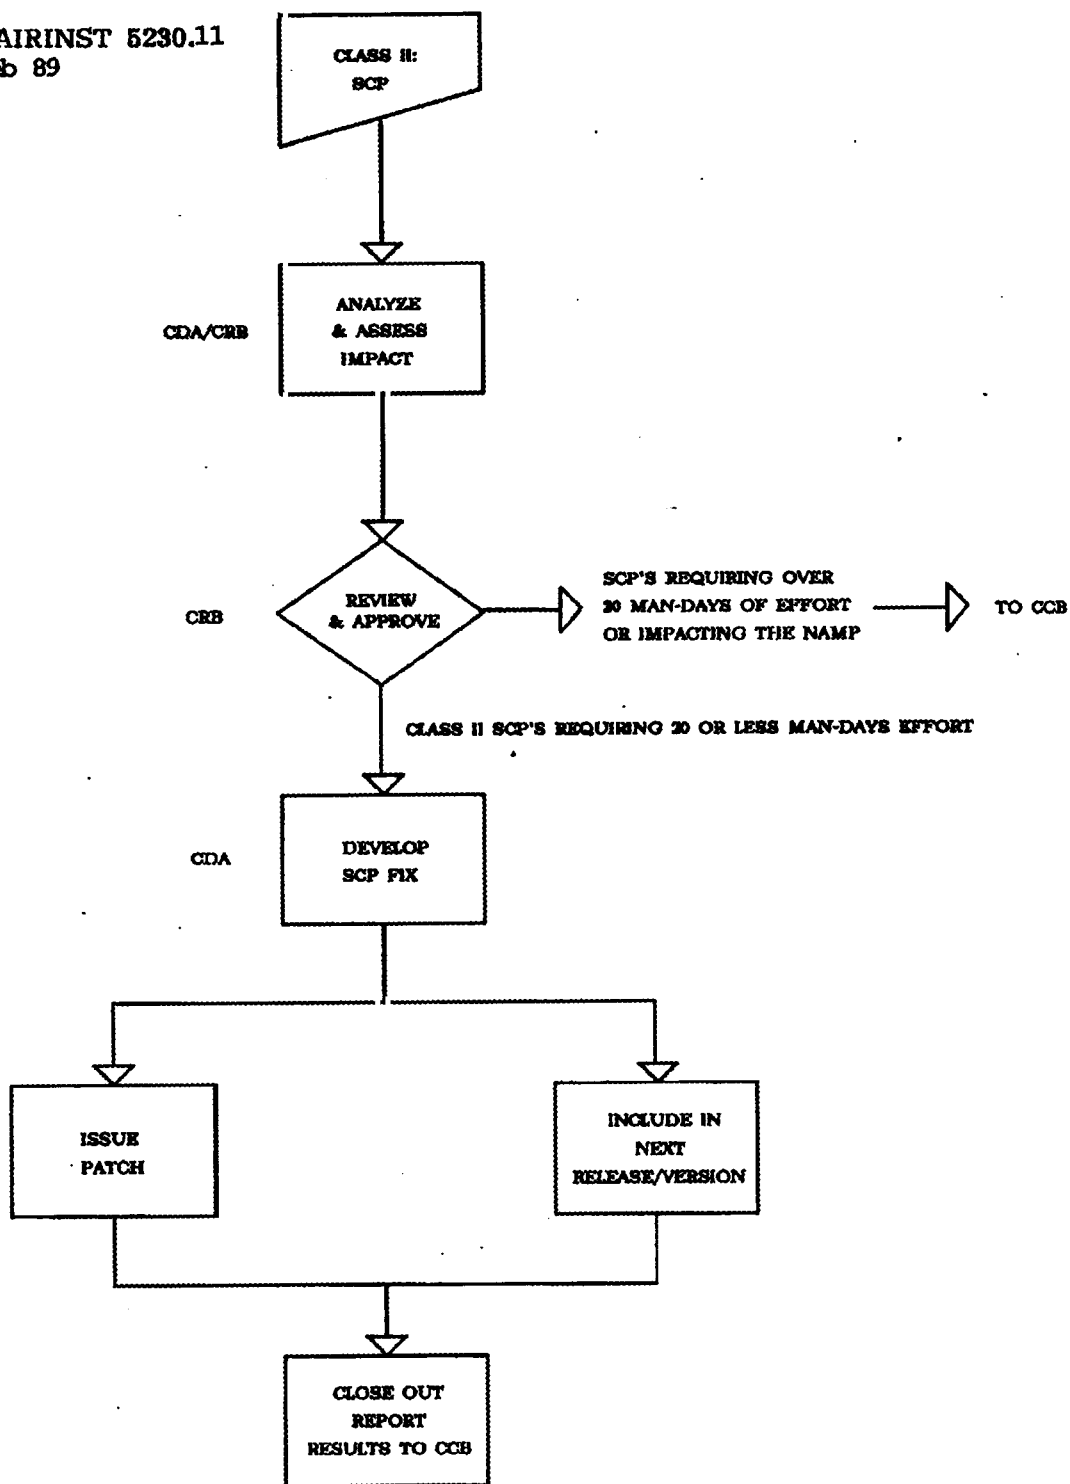 AIRINST 5230.11
b 89
CLASS II:
SCP
CDA/CRB
ANALYZE
& ASSESS
IMPACT
CRB
REVIEW
& APPROVE
SCP'S REQUIRING OVER
20 MAN-DAYS OF EFFORT
OR IMPACTING THE NAMP
TO CCB
CLASS II SCP'S REQUIRING 20 OR LESS MAN-DAYS EFFORT
CDA
DEVELOP
SCP FIX
ISSUE
PATCH
INCLUDE IN
NEXT
RELEASE/VERSION
CLOSE OUT
REPORT
RESULTS TO CCB